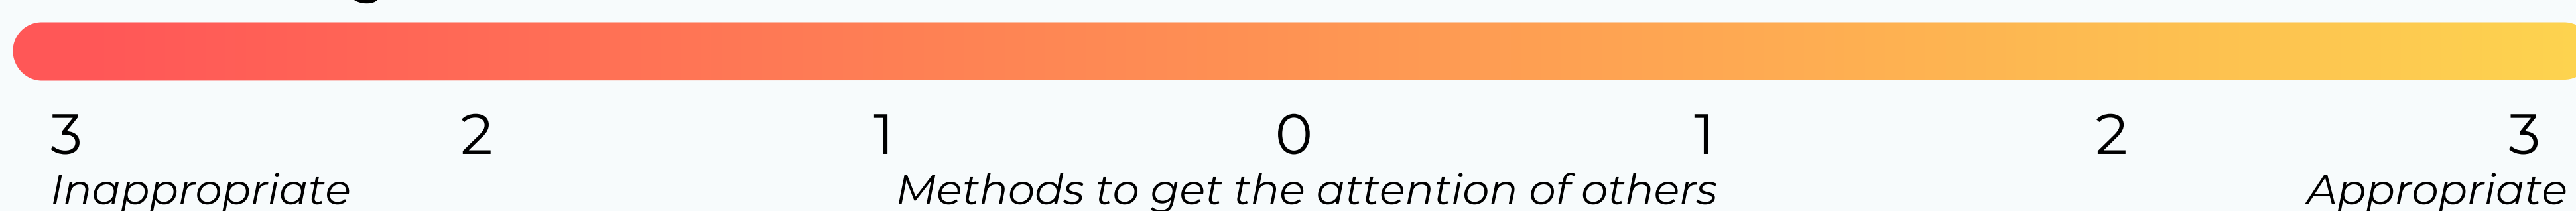 3 2 1 0 1 2 3
Inappropriate Methods to get the attention of others Appropriate